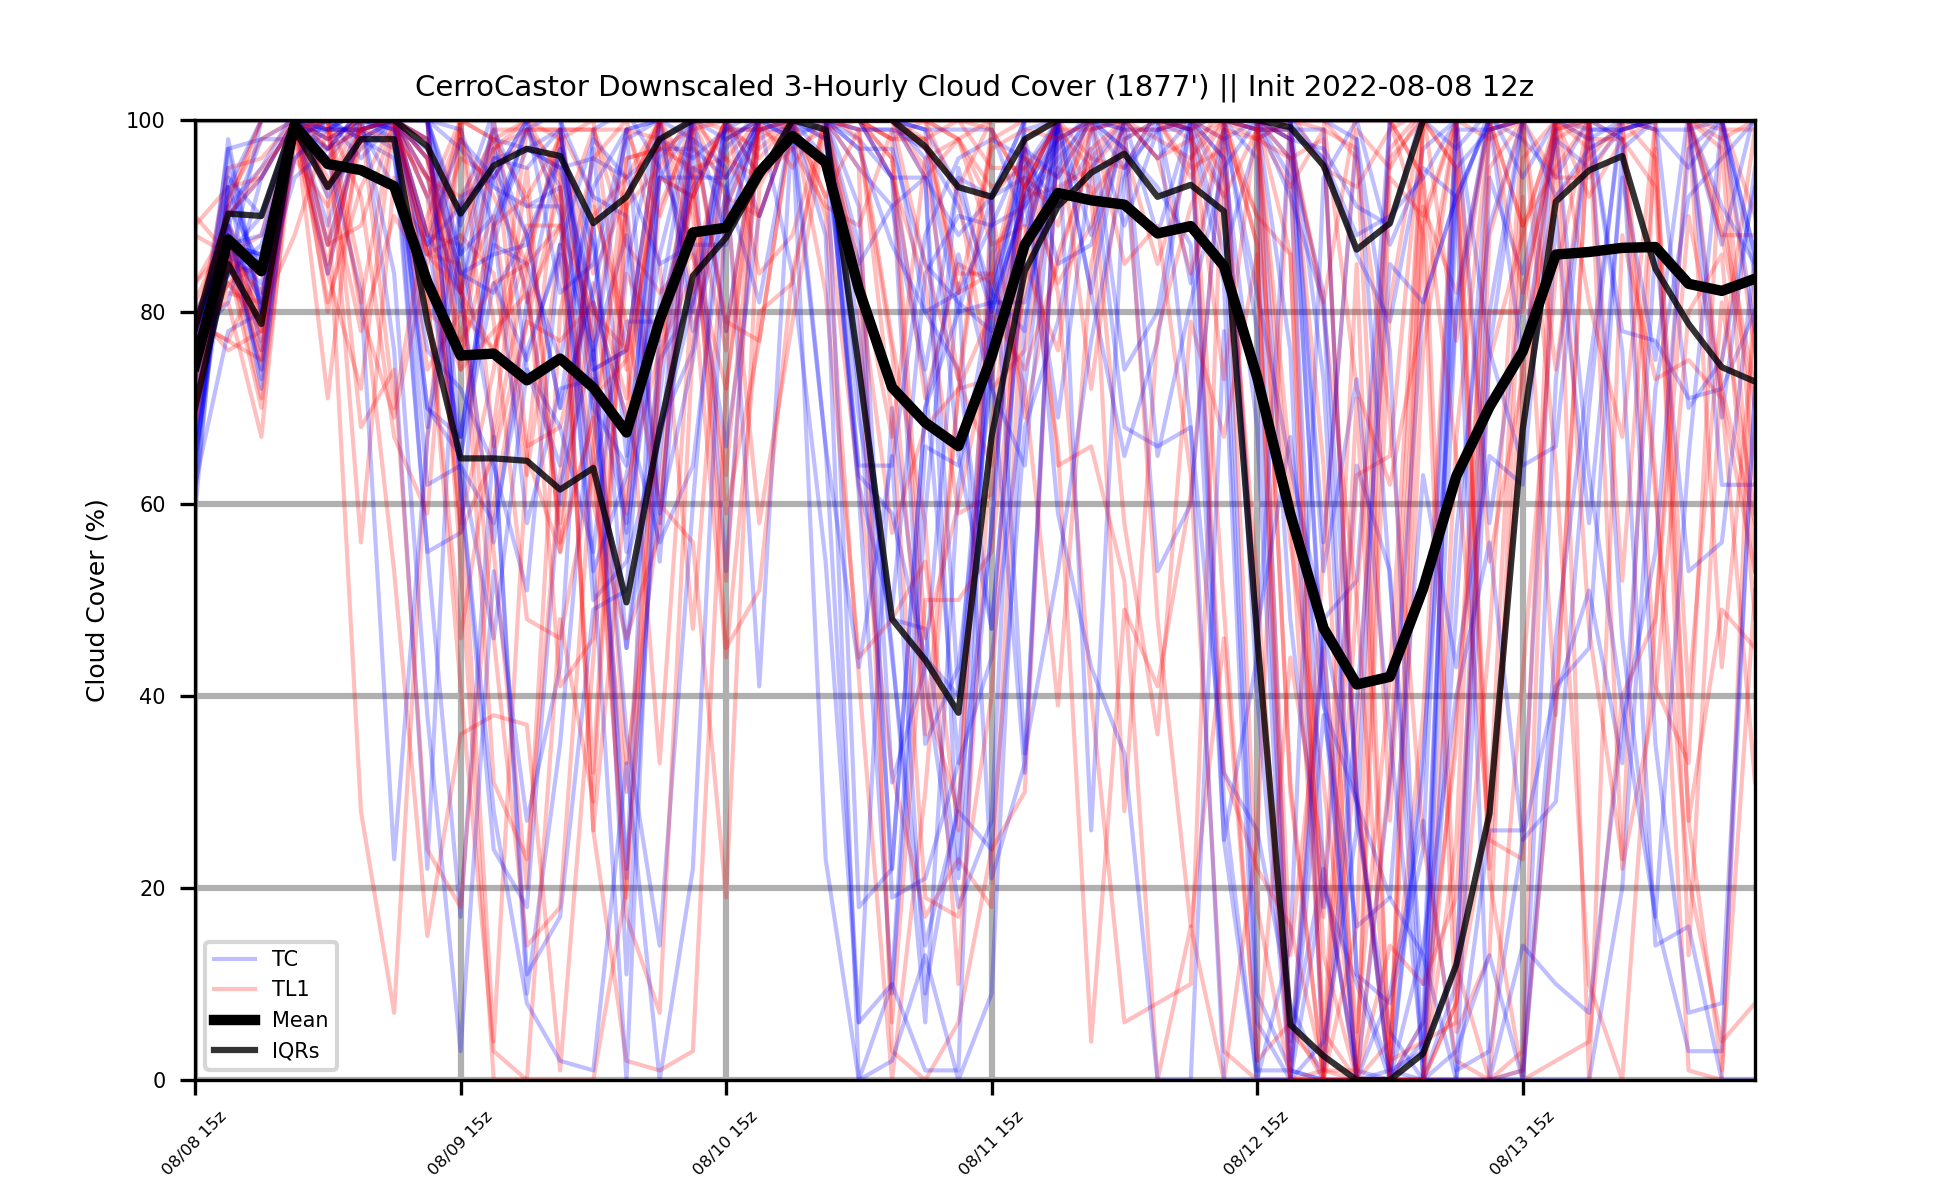 CerroCastor Downscaled 3-Hourly Cloud Cover (1877') || Init 2022-08-08 12z
Cloud Cover (%)
100
80
60
40
20
0
TC
TL1
Mean
IQRs
08/08 15z
08/09 15z
08/10 15z
08/11 15z
08/12 15z
08/13 15z